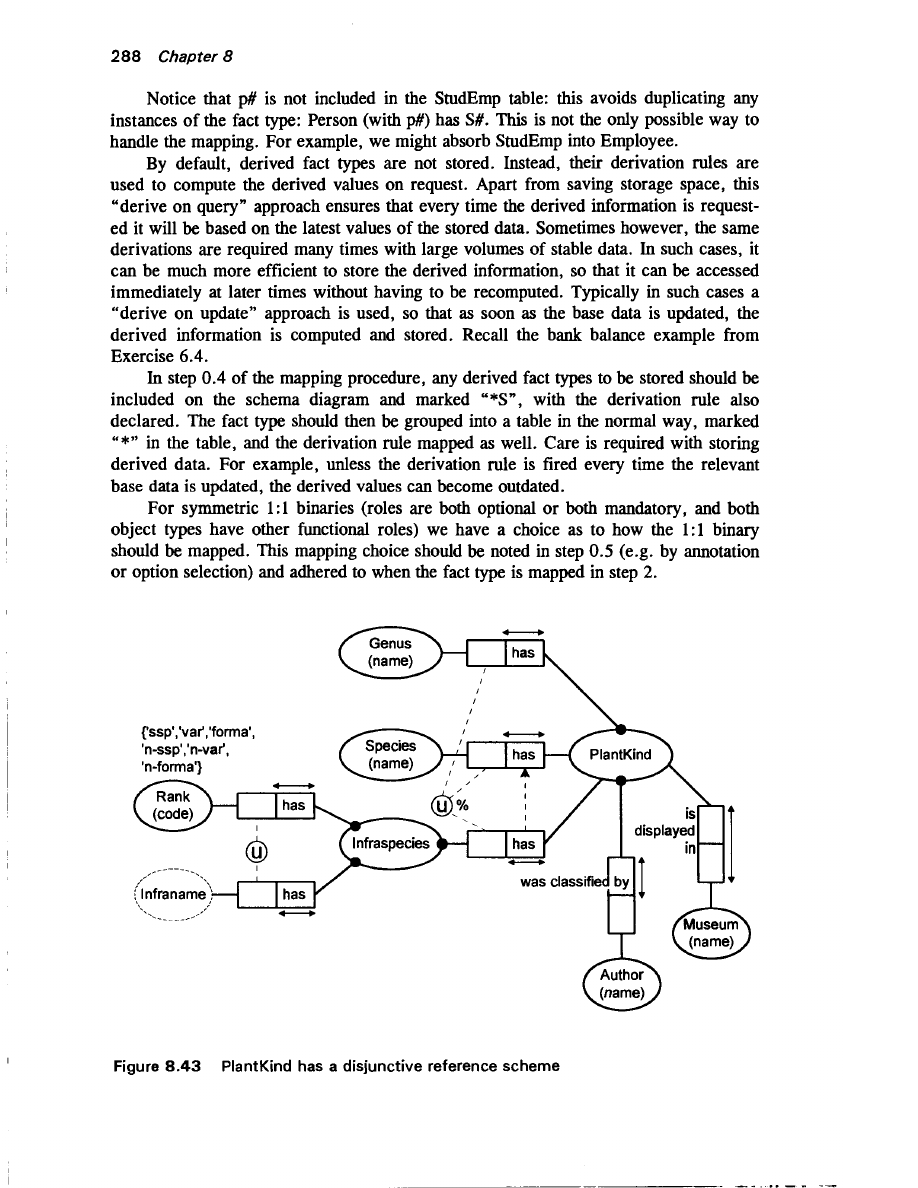 288 Chapter 8
Notice that p# is not included in the StudEmp table: this avoids duplicating any
instances of the fact type: Person (with p#) has S#. This is not the only possible way to
handle the mapping. For example, we might absorb StudEmp into Employee.
By default, derived fact types are not stored. Instead, their derivation rules are
used to compute the derived values on request. Apart from saving storage space, this
“derive on query” approach ensures that every time the derived information is request-
ed it will be based on the latest values of the stored data. Sometimes however, the same
derivations are required many times with large volumes of stable data. In such cases, it
can be much more efficient to store the derived information, so that it can be accessed
immediately at later times without having to be recomputed. Typically in such cases a
“derive on update” approach is used, so that as soon as the base data is updated, the
derived information is computed and stored. Recall the bank balance example from
Exercise 6.4.
In step 0.4 of the mapping procedure, any derived fact types to be stored should be
included on the schema diagram and marked “*S”, with the derivation rule also
declared. The fact type should then be grouped into a table in the normal way, marked
“*” in the table, and the derivation rule mapped as well. Care is required with storing
derived data. For example, unless the derivation rule is fired every time the relevant
base data is updated, the derived values can become outdated.
For symmetric 1:1 binaries (roles are both optional or both mandatory, and both
object types have other functional roles) we have a choice as to how the 1:1 binary
should be mapped. This mapping choice should be noted in step 0.5 (e.g. by annotation
or option selection) and adhered to when the fact type is mapped in step 2.
Genus
(name)
has
{'ssp','var','forma',
'n-ssp','n-var',
'n-forma'}
Species
(name)
has
PlantKind
Rank
(code)
has
u %
Infraspecies
has
is
displayed
in
u
Infraname
has
was classified by
Museum
(name)
Author
(name)
Figure 8.43 PlantKind has a disjunctive reference scheme